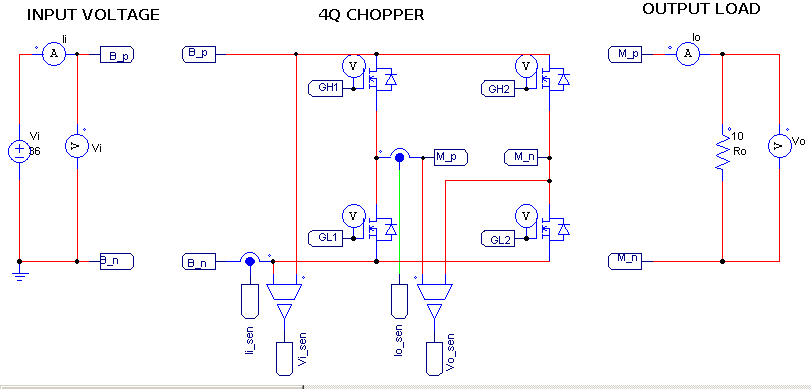 INPUT VOLTAGE
4Q CHOPPER
OUTPUT LOAD
Ii
A
B_p
Vi
36
V
Vi
B_n
B_p
V
GH1
V
GH2
M_p
M_n
V
GL1
V
GL2
B_n
Ii_sen
Vi_sen
Io_sen
Vo_sen
Io
M_p
A
10
Ro
V
Vo
M_n